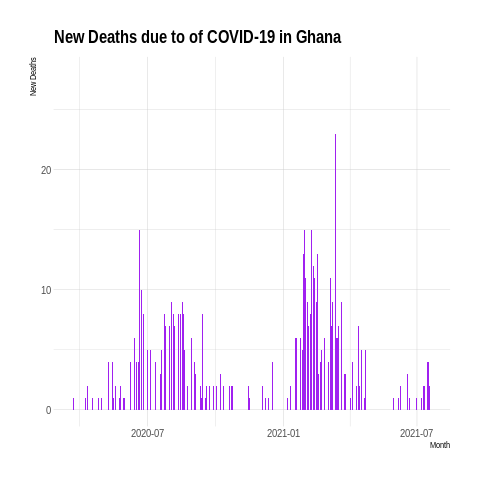 New Deaths due to of COVID-19 in Ghana
New Deaths
20
10
0
2020-07
2021-01
2021-07
Month